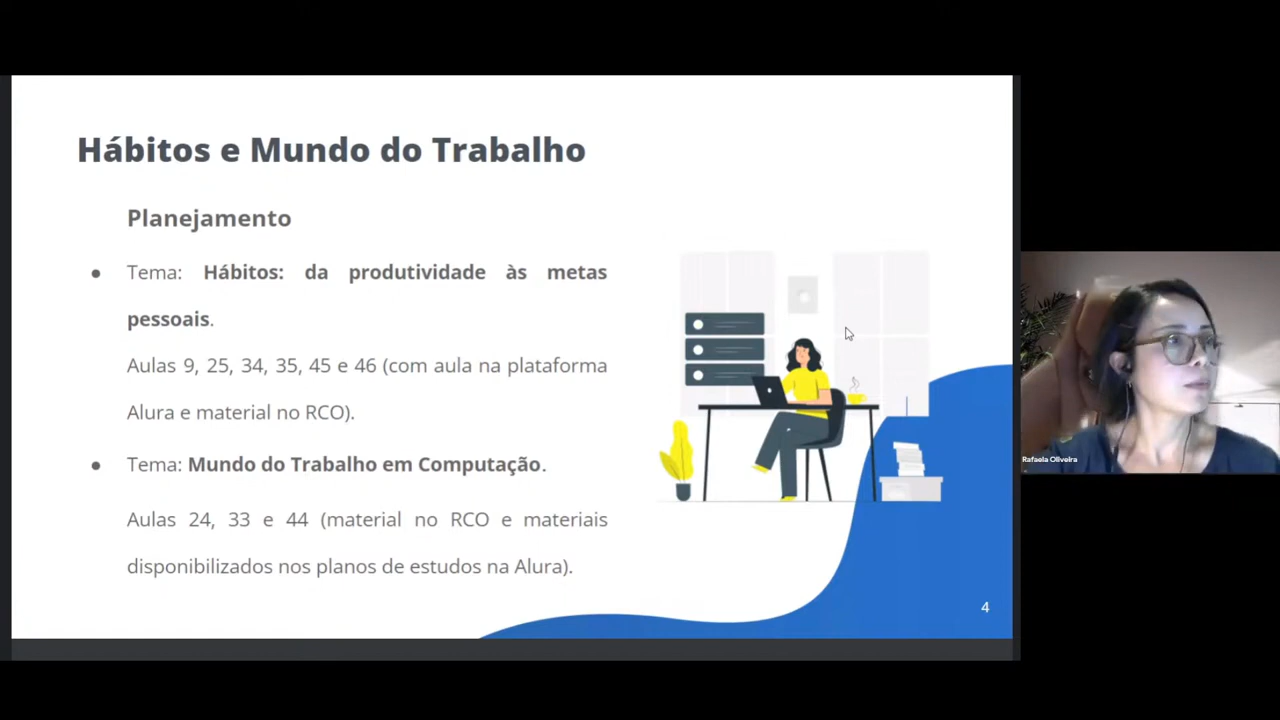 Hábitos e Mundo do Trabalho
Planejamento
● Tema: Hábitos: da produtividade às metas
pessoais.
Aulas 9, 25, 34, 35, 45 e 46 (com aula na plataforma
Alura e material no RCO).
● Tema: Mundo do Trabalho em Computação.
Aulas 24, 33 e 44 (material no RCO e materiais
disponibilizados nos planos de estudos na Alura).
4
Rafaela Oliveira